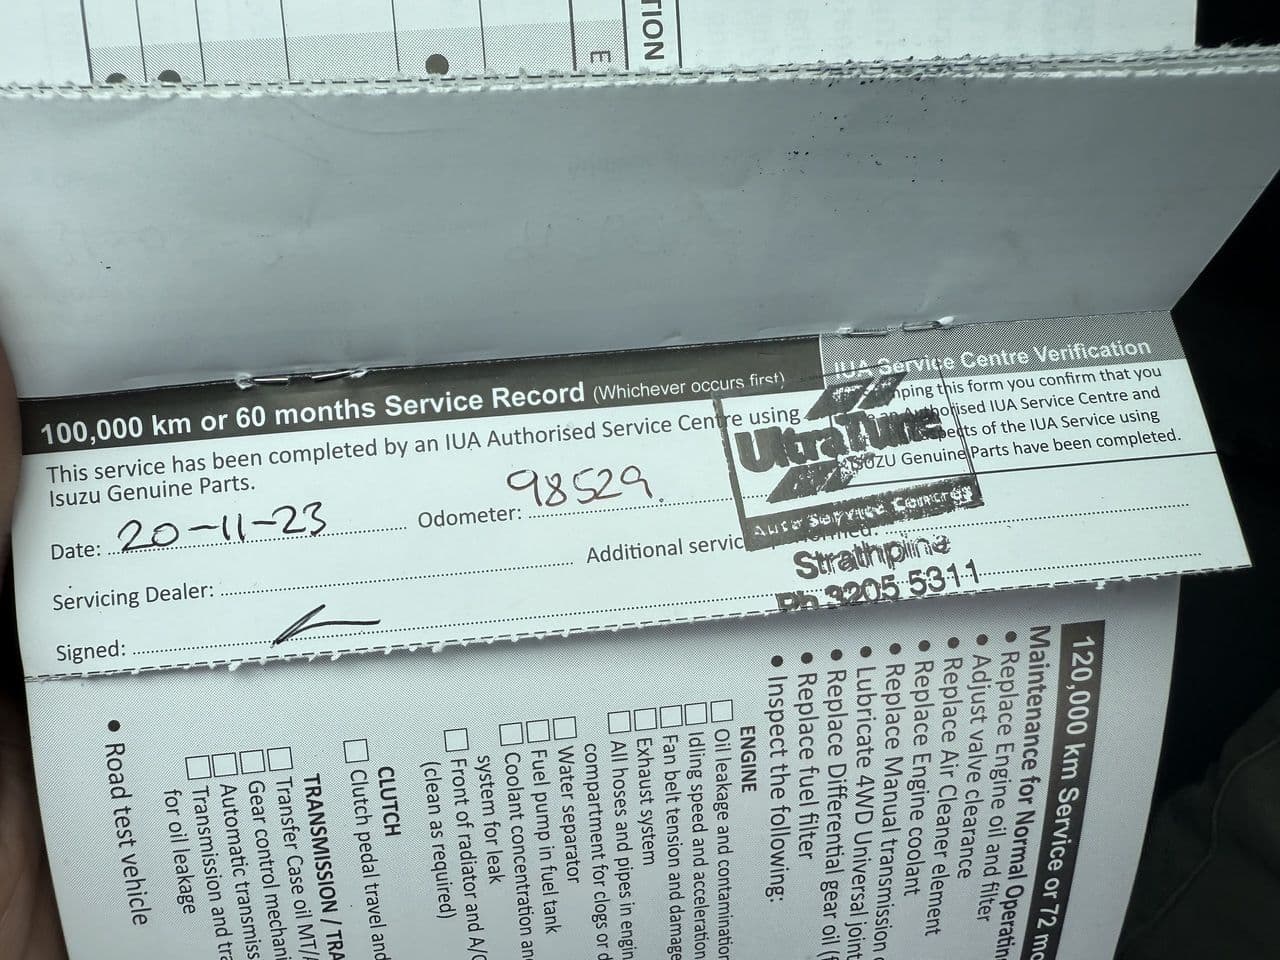 TION
E
100,000 km or 60 months Service Record (Whichever occurs first)
This service has been completed by an IUA Authorised Service Centre using
Isuzu Genuine Parts.
Date: 20-11-23 Odometer: 98529.
Servicing Dealer: Additional servic
Signed:
IUA Service Centre Verification
ping this form you confirm that you
an Authorised IUA Service Centre and
pects of the IUA Service using
ISUZU Genuine Parts have been completed.
UltraTune
Auto Service Centres
Strathpine
Ph 3205 5311
120,000 km Service or 72 mo
Maintenance for Normal Operatin
• Replace Engine oil and filter
• Adjust valve clearance
• Replace Air Cleaner element
• Replace Engine coolant
• Replace Manual transmission
• Lubricate 4WD Universal joint
• Replace Differential gear oil (
• Replace fuel filter
• Inspect the following:
ENGINE
Oil leakage and contamination
Idling speed and acceleration
Fan belt tension and damage
Exhaust system
All hoses and pipes in engin
compartment for clogs or d
Water separator
Fuel pump in fuel tank
Coolant concentration an
system for leak
Front of radiator and A/C
(clean as required)
CLUTCH
Clutch pedal travel and
TRANSMISSION / TRA
Transfer Case oil MT/
Gear control mechani
Automatic transmiss
Transmission and tra
for oil leakage
• Road test vehicle